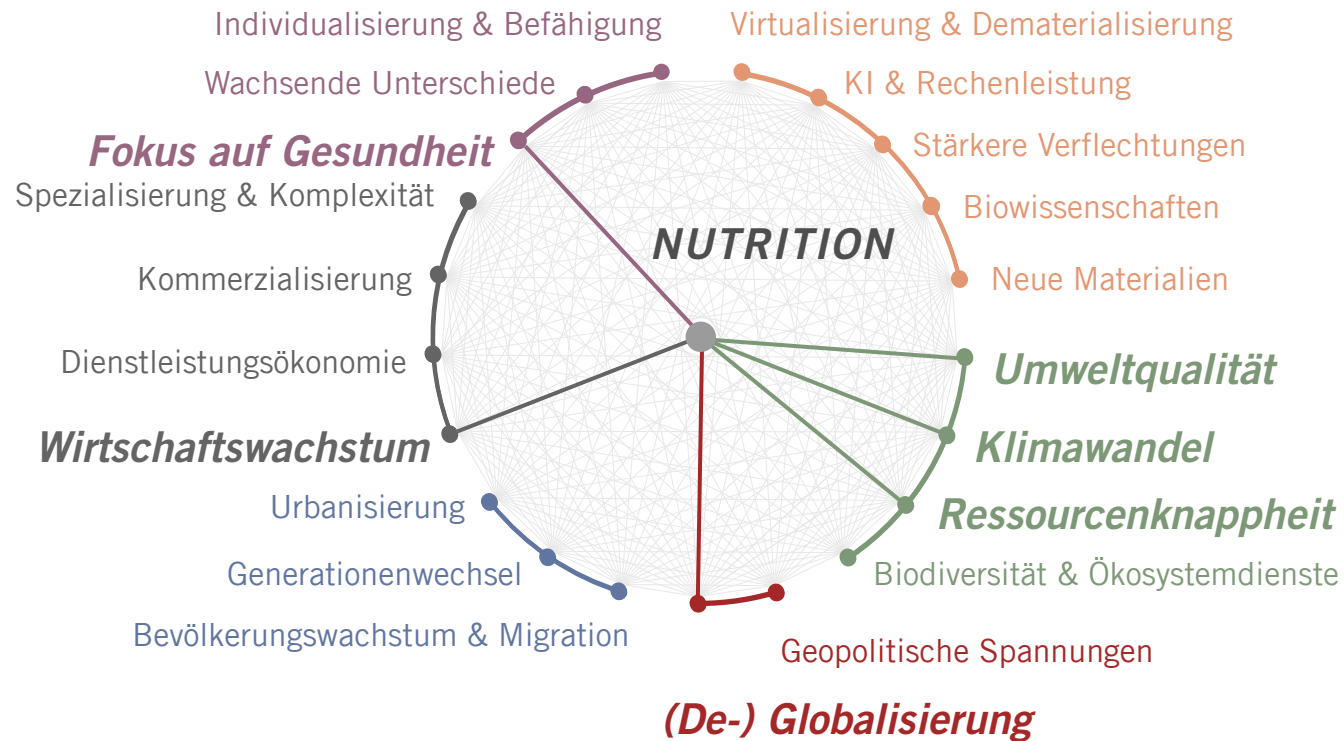 Individualisierung & Befähigung
Virtualisierung & Dematerialisierung
Wachsende Unterschiede
KI & Rechenleistung
Fokus auf Gesundheit
Stärkere Verflechtungen
Spezialisierung & Komplexität
Biowissenschaften
NUTRITION
Kommerzialisierung
Neue Materialien
Dienstleistungsökonomie
Umweltqualität
Wirtschaftswachstum
Klimawandel
Urbanisierung
Ressourcenknappheit
Generationenwechsel
Biodiversität & Ökosystemdienste
Bevölkerungswachstum & Migration
Geopolitische Spannungen
(De-) Globalisierung